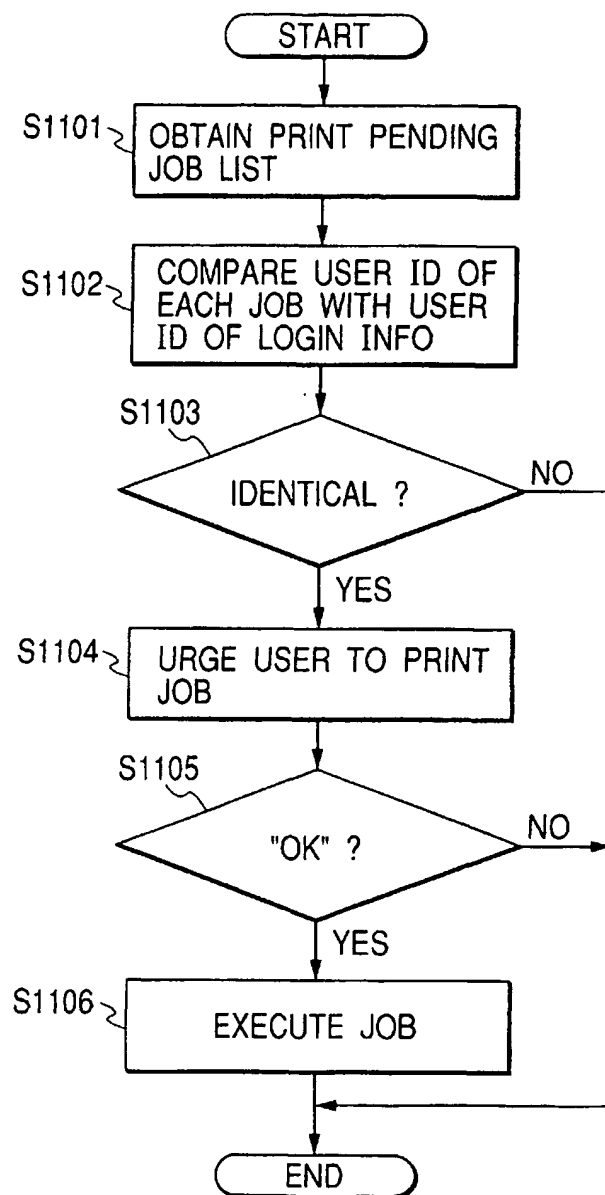 START
S1101
OBTAIN PRINT PENDING
JOB LIST
S1102
COMPARE USER ID OF
EACH JOB WITH USER
ID OF LOGIN INFO
S1103
IDENTICAL ?
NO
YES
S1104
URGE USER TO PRINT
JOB
S1105
"OK" ?
NO
YES
S1106
EXECUTE JOB
END